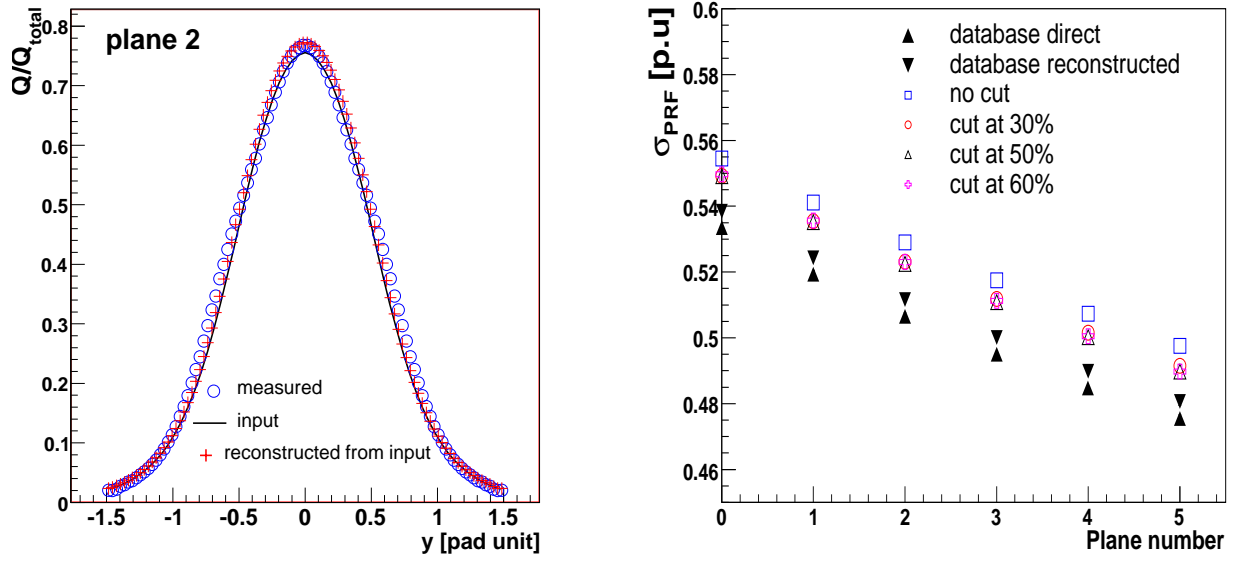 Q/Q_total
plane 2
0.8
0.7
0.6
0.5
0.4
0.3
0.2
0.1
0
measured
input
reconstructed from input
-1.5 -1 -0.5 0 0.5 1 1.5
y [pad unit]
σ_PRF [p.u]
0.6
0.58
0.56
0.54
0.52
0.5
0.48
0.46
database direct
database reconstructed
no cut
cut at 30%
cut at 50%
cut at 60%
0 1 2 3 4 5
Plane number